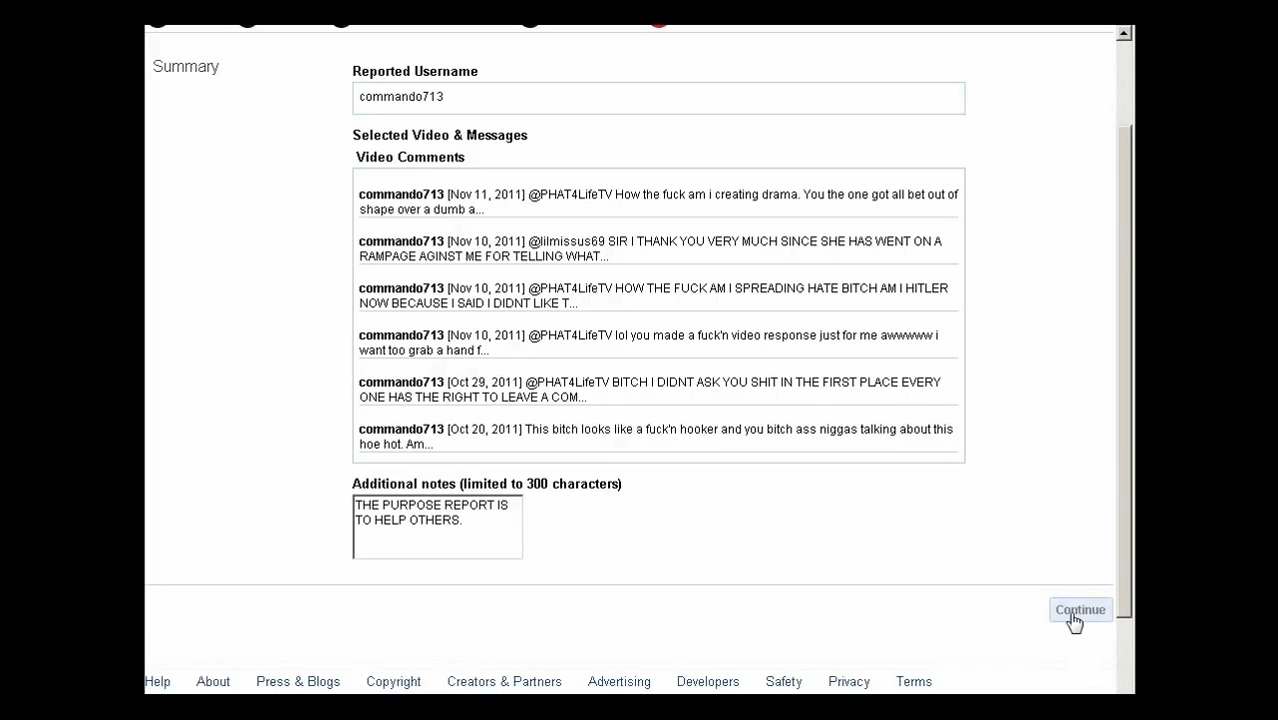 Summary
Reported Username
commando713
Selected Video & Messages
Video Comments
commando713 [Nov 11, 2011] @PHAT4LifeTV How the fuck am i creating drama. You the one got all bet out of
shape over a dumb a...
commando713 [Nov 10, 2011] @lilmissus69 SIR I THANK YOU VERY MUCH SINCE SHE HAS WENT ON A
RAMPAGE AGINST ME FOR TELLING WHAT...
commando713 [Nov 10, 2011] @PHAT4LifeTV HOW THE FUCK AM I SPREADING HATE BITCH AM I HITLER
NOW BECAUSE I SAID I DIDNT LIKE T...
commando713 [Nov 10, 2011] @PHAT4LifeTV lol you made a fuck'n video response just for me awwwww i
want too grab a hand f...
commando713 [Oct 29, 2011] @PHAT4LifeTV BITCH I DIDNT ASK YOU SHIT IN THE FIRST PLACE EVERY
ONE HAS THE RIGHT TO LEAVE A COM...
commando713 [Oct 20, 2011] This bitch looks like a fuck'n hooker and you bitch ass niggas talking about this
hoe hot. Am...
Additional notes (limited to 300 characters)
THE PURPOSE REPORT IS
TO HELP OTHERS.
Continue
Help About Press & Blogs Copyright Creators & Partners Advertising Developers Safety Privacy Terms